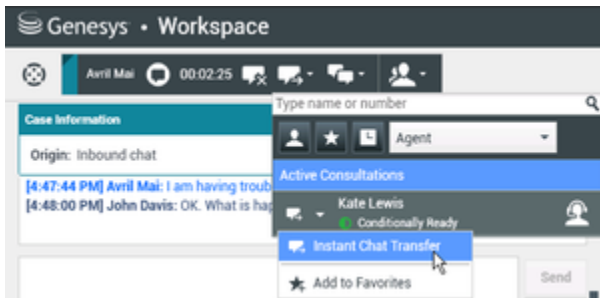 Genesys • Workspace
Avril Mai 00:02:25
Type name or number
Case Information
Agent
Origin: Inbound chat
Active Consultations
[4:47:44 PM] Avril Mai: I am having troub
[4:48:00 PM] John Davis: OK. What is hap
Kate Lewis
Conditionally Ready
Instant Chat Transfer
Add to Favorites
Send